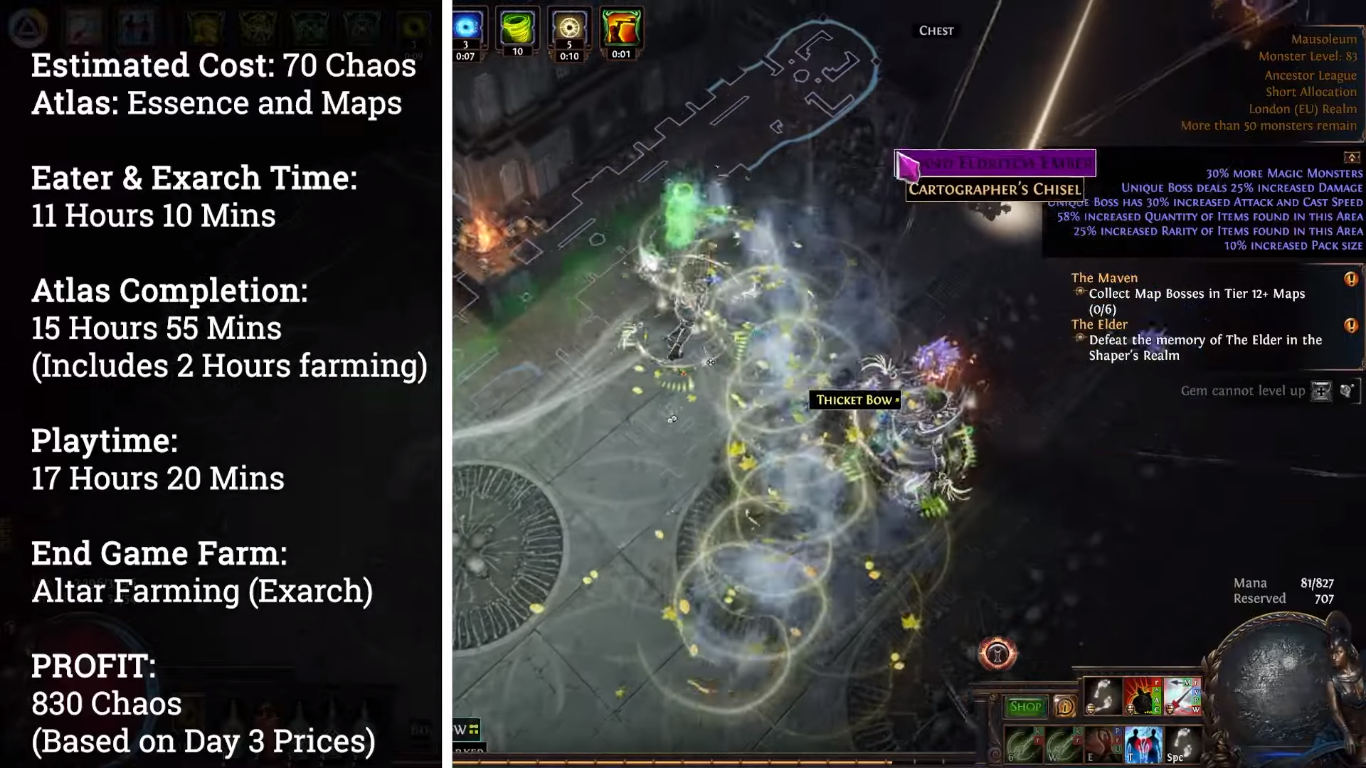 Estimated Cost: 70 Chaos
Atlas: Essence and Maps
Eater & Exarch Time:
11 Hours 10 Mins
Atlas Completion:
15 Hours 55 Mins
(Includes 2 Hours farming)
Playtime:
17 Hours 20 Mins
End Game Farm:
Altar Farming (Exarch)
PROFIT:
830 Chaos
(Based on Day 3 Prices)
3
0:07
10
5
0:10
0:01
Chest
Mausoleum
Monster Level: 83
Ancestor League
Short Allocation
London (EU) Realm
More than 50 monsters remain
Eldritch Ember
Cartographer's Chisel
30% more Magic Monsters
Unique Boss deals 25% increased Damage
Unique Boss has 30% increased Attack and Cast Speed
58% increased Quantity of Items found in this Area
25% increased Rarity of Items found in this Area
10% increased Pack size
The Maven
Collect Map Bosses in Tier 12+ Maps
(0/6)
The Elder
Defeat the memory of The Elder in the
Shaper's Realm
Gem cannot level up
Thicket Bow
Mana 81/827
Reserved 707
Shop
W E T Spc